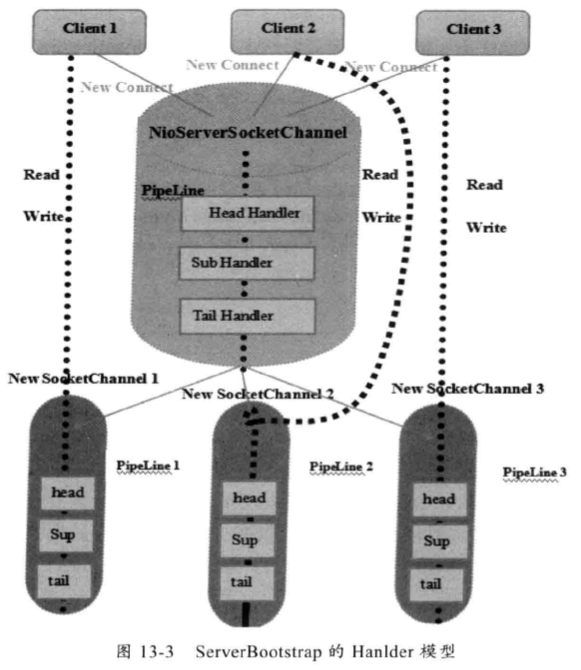 Client 1
Client 2
Client 3
New Connect
New Connect
New Connect
NioServerSocketChannel
PipeLine
Read
Write
Read
Write
Read
Write
Head Handler
Sub Handler
Tail Handler
New SocketChannel 1
New SocketChannel 2
New SocketChannel 3
PipeLine 1
PipeLine 2
PipeLine 3
head
Sup
tail
head
Sup
tail
head
Sup
tail
图 13-3 ServerBootstrap 的 Hanlder 模型